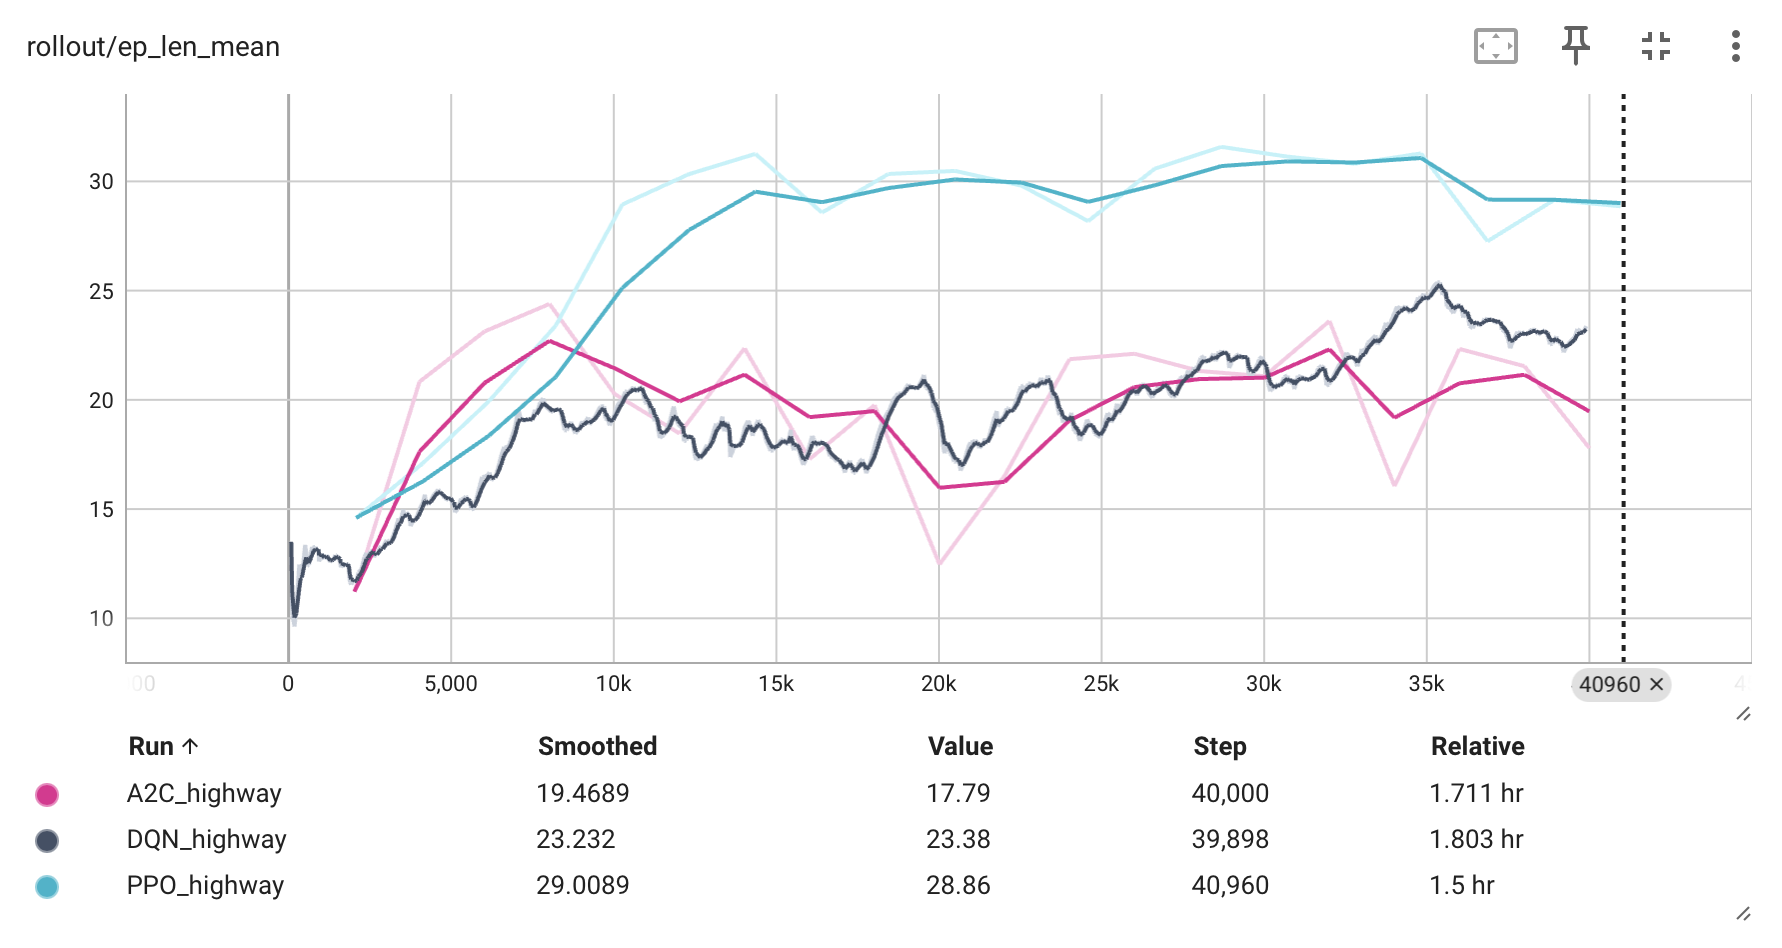 rollout/ep_len_mean
30
25
20
15
10
00 0 5,000 10k 15k 20k 25k 30k 35k 40960 ✕ 4
Run ↑ Smoothed Value Step Relative
A2C_highway 19.4689 17.79 40,000 1.711 hr
DQN_highway 23.232 23.38 39,898 1.803 hr
PPO_highway 29.0089 28.86 40,960 1.5 hr